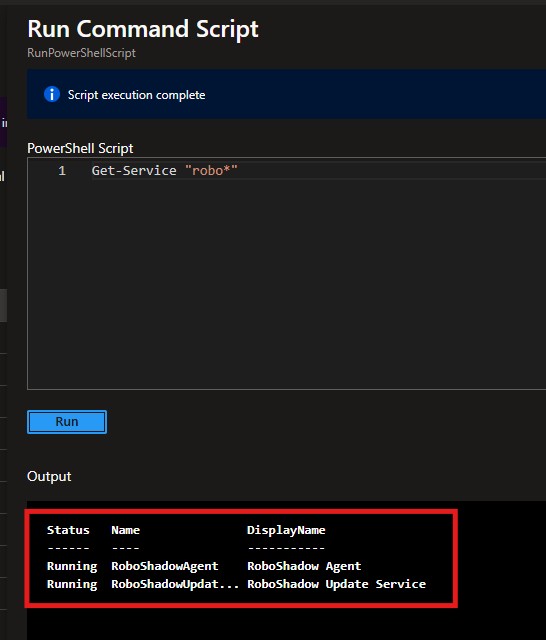 Run Command Script
RunPowerShellScript
Script execution complete
PowerShell Script
1 Get-Service "robo*"
Run
Output
Status Name DisplayName
------ ---- -----------
Running RoboShadowAgent RoboShadow Agent
Running RoboShadowUpdat... RoboShadow Update Service